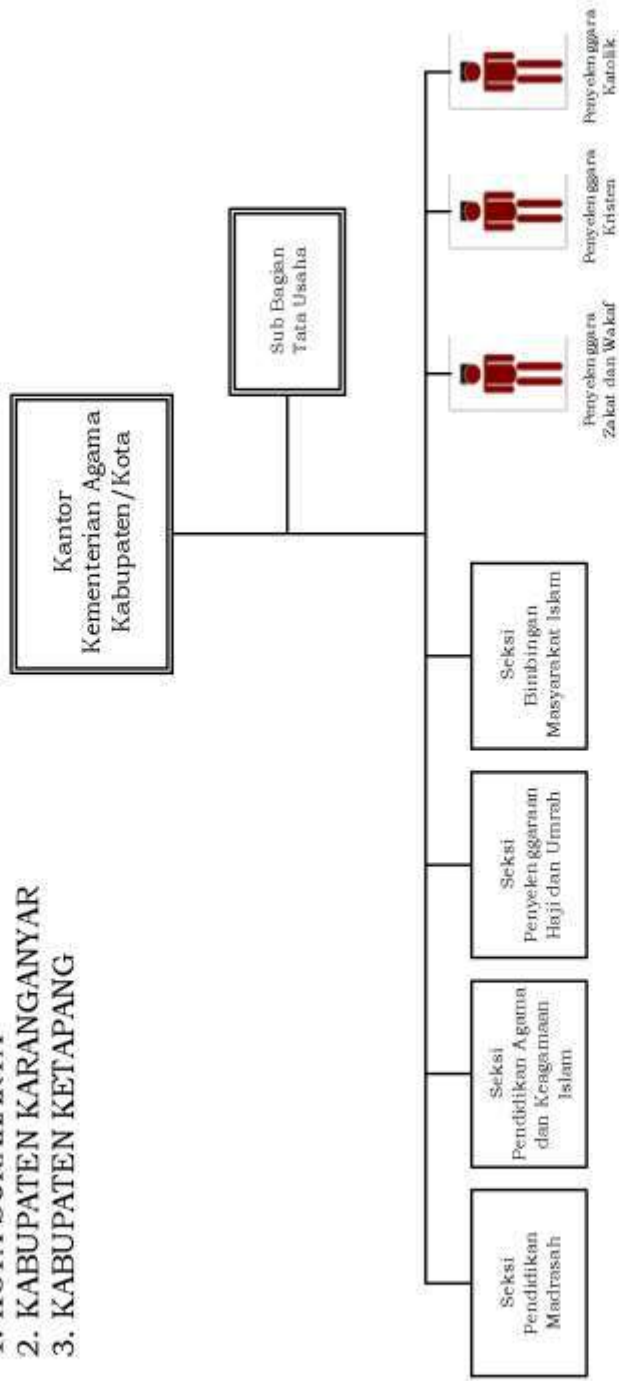 2. KABUPATEN KARANGANYAR
3. KABUPATEN KETAPANG
Kantor
Kementerian Agama
Kabupaten/Kota
Sub Bagian
Tata Usaha
Seksi
Pendidikan
Madrasah
Seksi
Pendidikan Agama
dan Keagamaan
Islam
Seksi
Penyelenggaraan
Haji dan Umrah
Seksi
Bimbingan
Masyarakat Islam
Penyelenggara
Zakat dan Wakaf
Penyelenggara
Kristen
Penyelenggara
Katolik